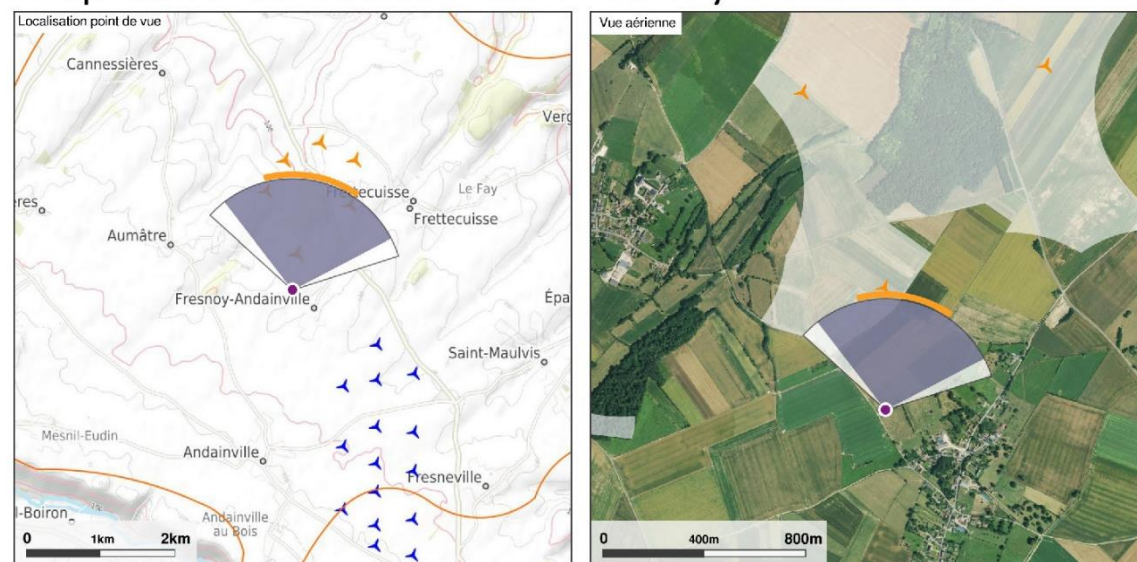 Localisation point de vue
Cannessières
Verg
Le Fay
Frettecuisse
Frettecuisse
ères
Aumâtre
Fresnoy-Andainville
Épa
Saint-Maulvis
Mesnil-Eudin
Andainville
Fresneville
l-Boiron
Andainville
au Bois
0 1km 2km
Vue aérienne
0 400m 800m